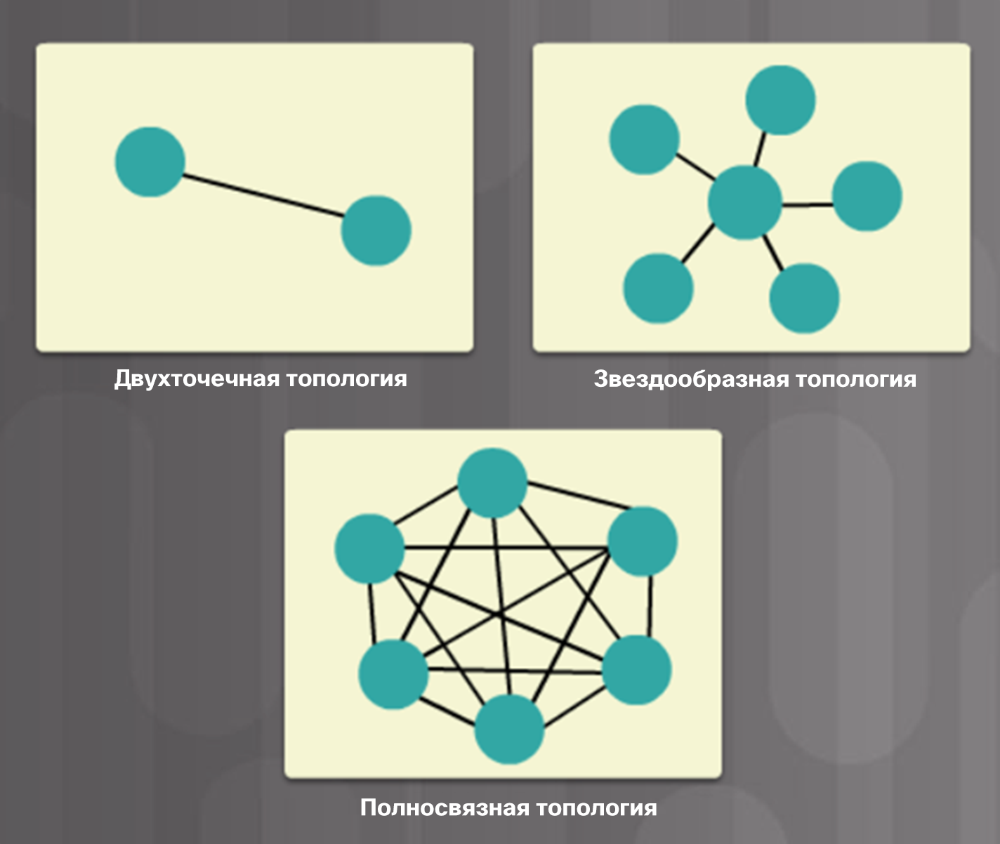 Двухточечная топология
Звездообразная топология
Полносвязная топология